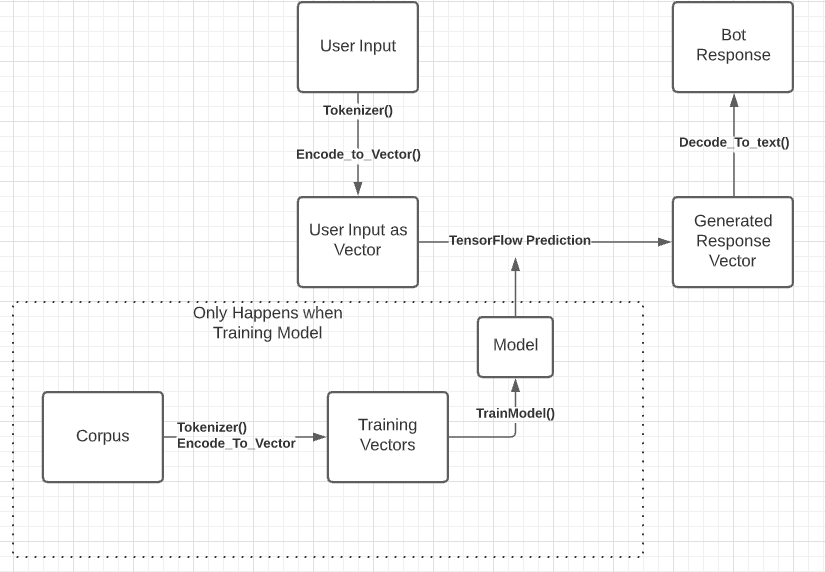 User Input
Bot
Response
Tokenizer()
Encode_to_Vector()
Decode_To_text()
User Input as
Vector
TensorFlow Prediction
Generated
Response
Vector
Only Happens when
Training Model
Model
Corpus
Tokenizer()
Encode_To_Vector
Training
Vectors
TrainModel()